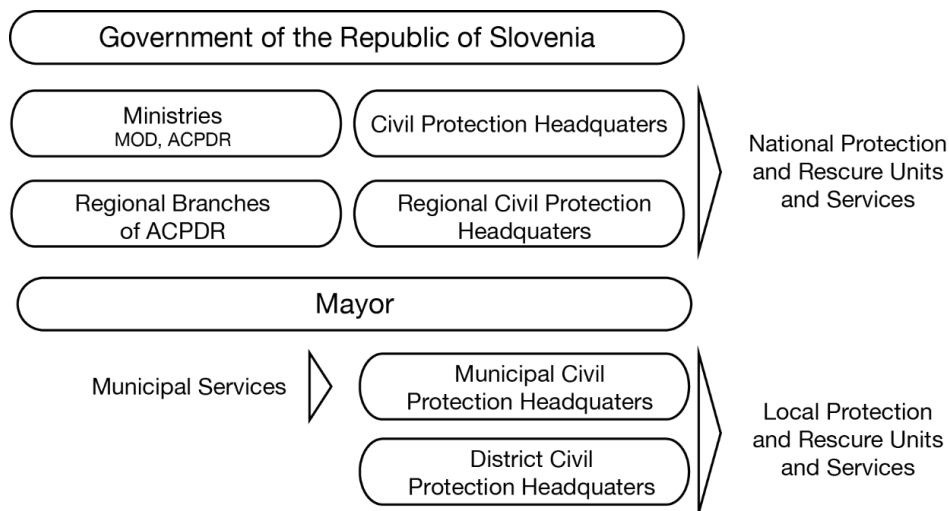 Government of the Republic of Slovenia
Ministries
MOD, ACPDR
Civil Protection Headquaters
National Protection
and Rescure Units
and Services
Regional Branches
of ACPDR
Regional Civil Protection
Headquaters
Mayor
Municipal Services
Municipal Civil
Protection Headquaters
Local Protection
and Rescure Units
and Services
District Civil
Protection Headquaters